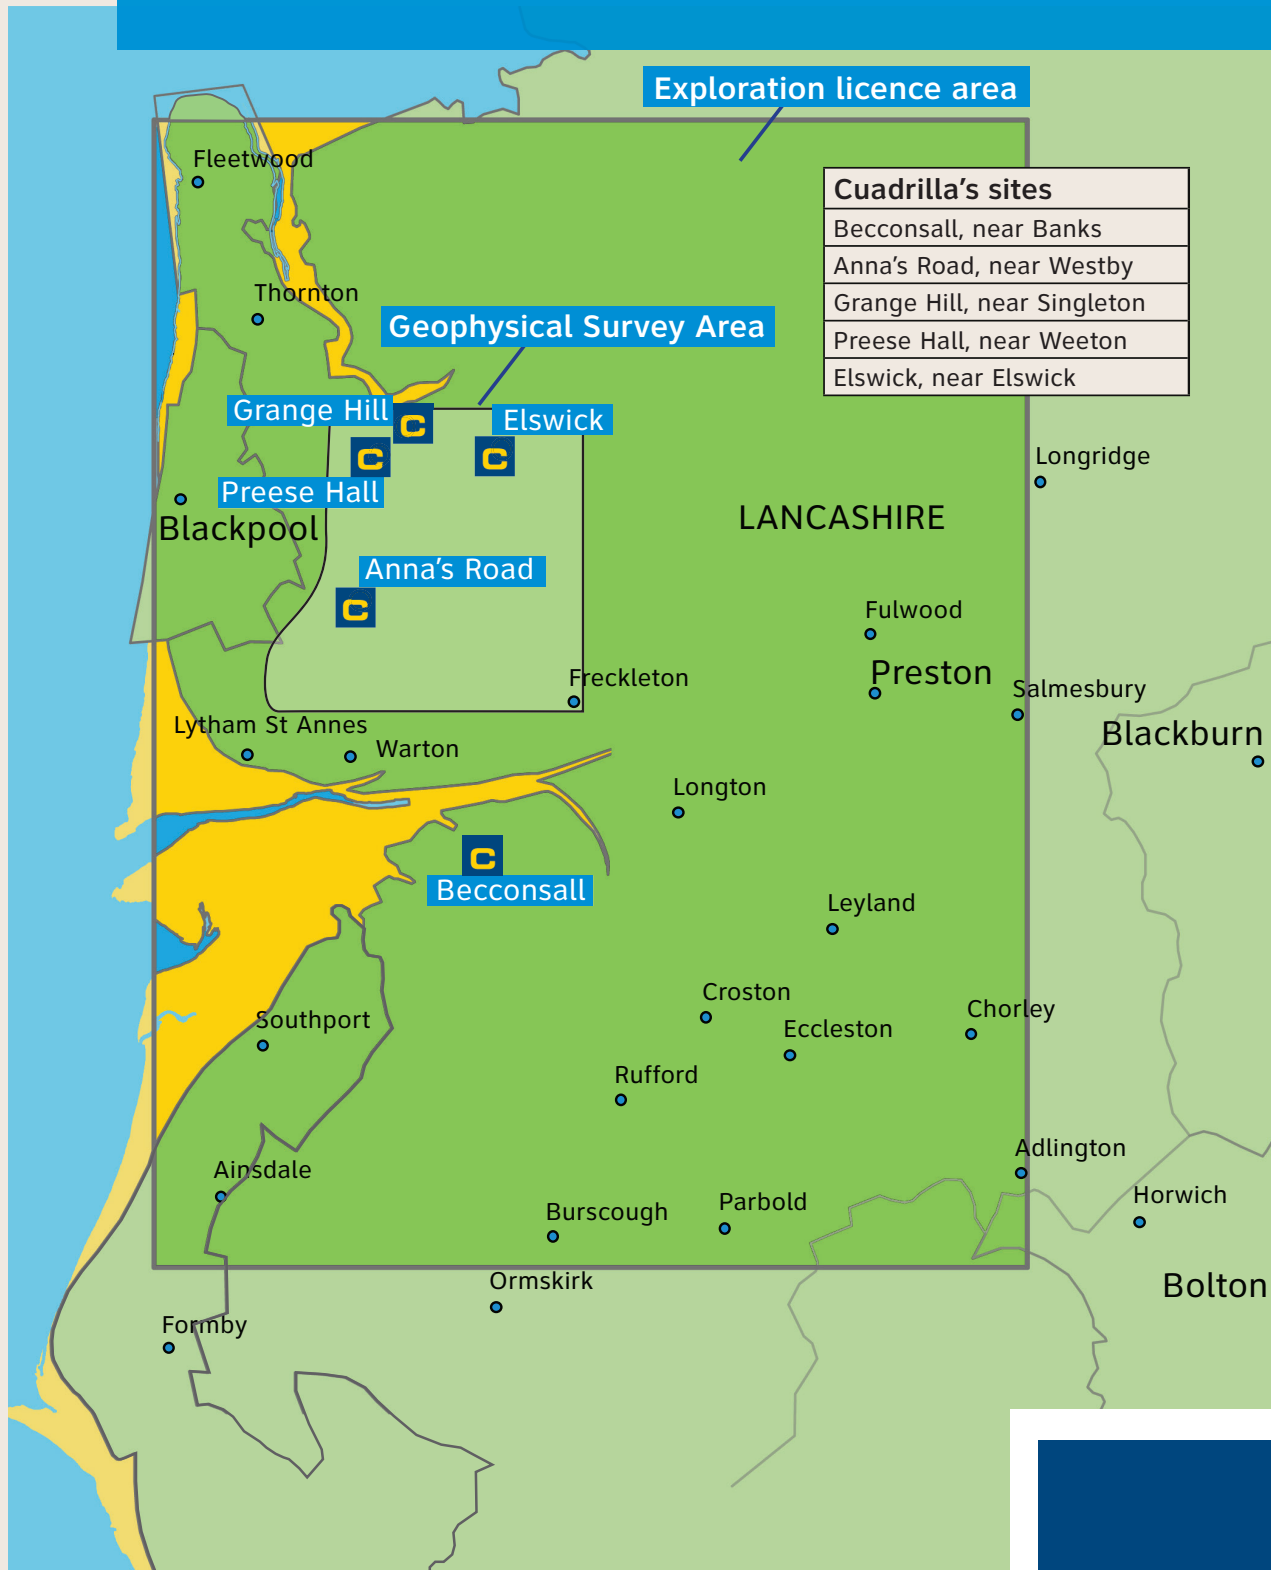 Exploration licence area
Fleetwood
Cuadrilla's sites
Becconsall, near Banks
Anna's Road, near Westby
Grange Hill, near Singleton
Preese Hall, near Weeton
Elswick, near Elswick
Thornton
Geophysical Survey Area
Grange Hill
C
Elswick
C
C
Longridge
Preese Hall
Blackpool
LANCASHIRE
Anna's Road
C
Fulwood
Preston
Freckleton
Salmesbury
Lytham St Annes
Warton
Blackburn
Longton
C
Becconsall
Leyland
Croston
Chorley
Southport
Eccleston
Rufford
Adlington
Ainsdale
Horwich
Parbold
Burscough
Ormskirk
Bolton
Formby